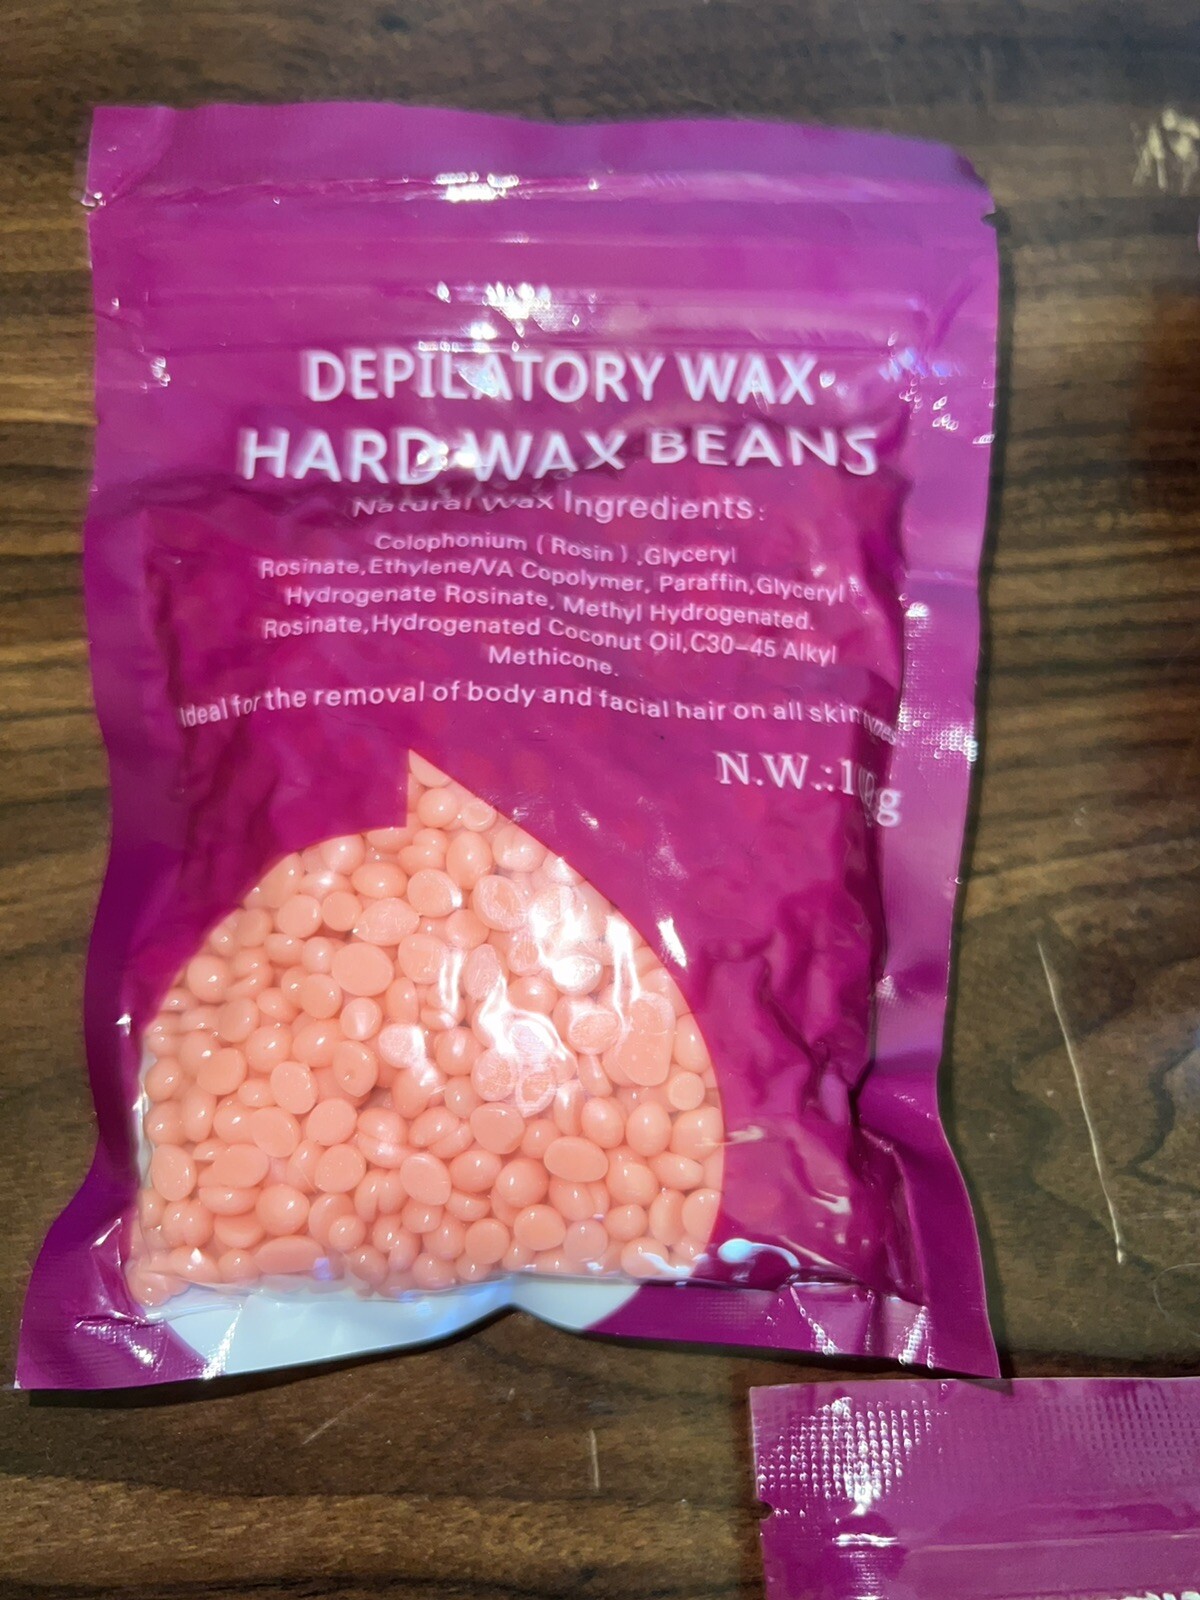 DEPILATORY WAX
HARD WAX BEANS
Natural Wax Ingredients:
Colophonium (Rosin) ,Glyceryl
Rosinate,Ethylene/VA Copolymer, Paraffin,Glyceryl
Hydrogenate Rosinate, Methyl Hydrogenated.
Rosinate,Hydrogenated Coconut Oil,C30-45 Alkyl
Methicone.
Ideal for the removal of body and facial hair on all skin types
N.W.:100g